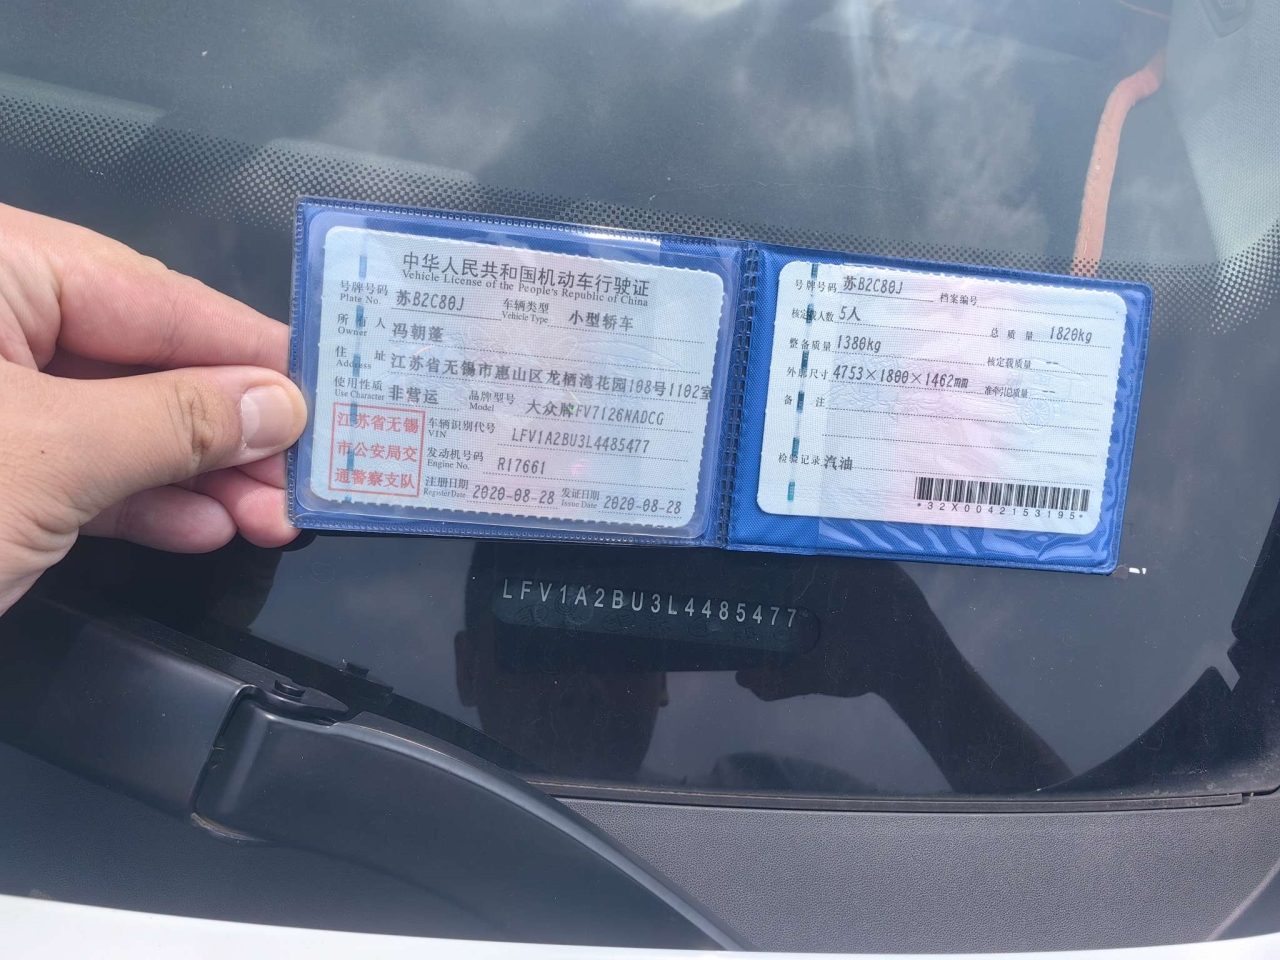 中华人民共和国机动车行驶证
Vehicle License of the People's Republic of China
号牌号码 苏B2C80J 车辆类型 小型轿车
Plate No. Vehicle Type
所有人 冯朝蓬
Owner
住址 江苏省无锡市惠山区龙栖湾花园108号1102室
Address
使用性质 非营运 品牌型号 大众牌FV7126NADCG
Use Character Model
江苏省无锡
市公安局交
通警察支队
车辆识别代号 LFV1A2BU3L4485477
VIN
发动机号码 R17661
Engine No.
注册日期 2020-08-28 发证日期 2020-08-28
Register Date Issue Date
号牌号码 苏B2C80J 档案编号
核定载人数 5人 总质量 1820kg
整备质量 1380kg 核定载质量 --
外廓尺寸 4753×1800×1462mm 准牵引总质量 --
备注
检验记录 汽油
*32X0042153195*
LFV1A2BU3L4485477